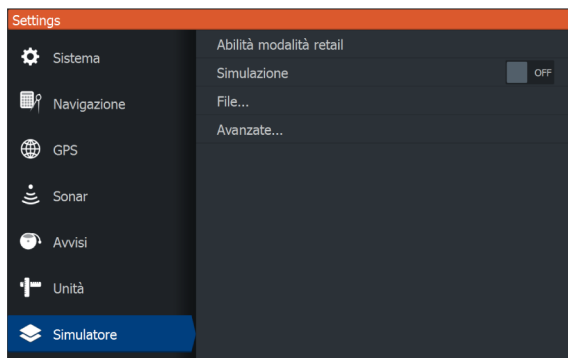 Settings
Sistema
Navigazione
GPS
Sonar
Avvisi
Unità
Simulatore
Abilità modalità retail
Simulazione
OFF
File...
Avanzate...